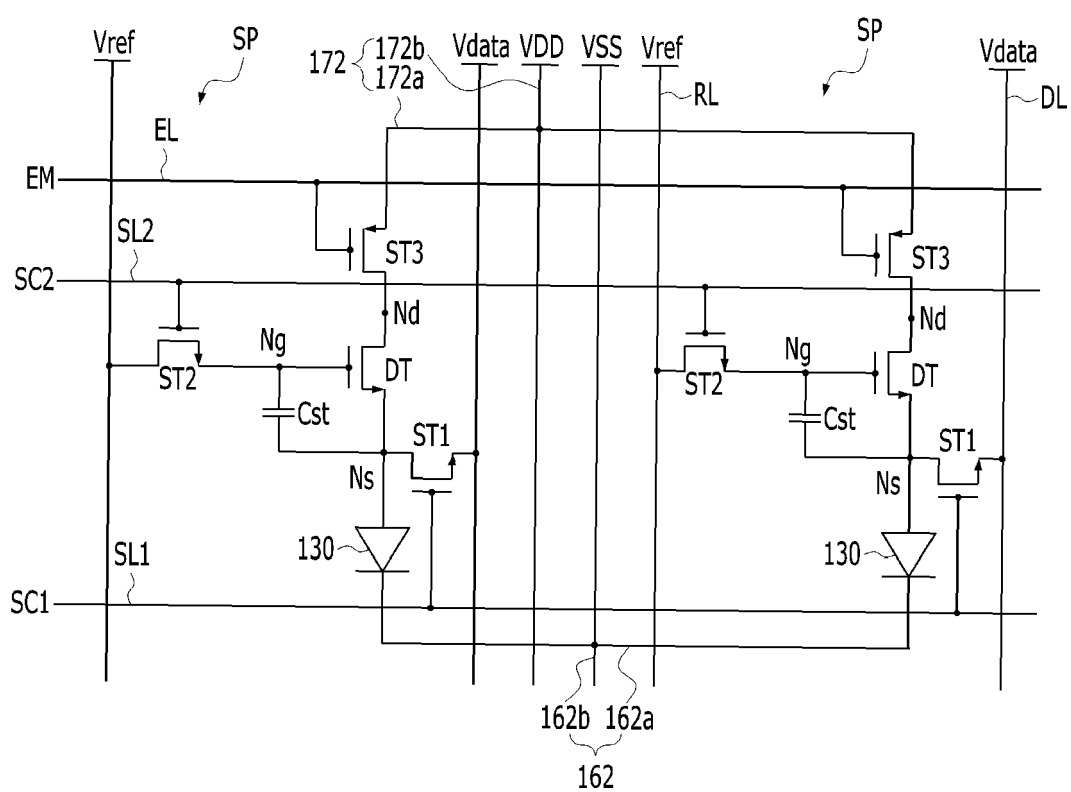 SP
SP
Vref
172
172b
172a
Vdata
VDD
VSS
Vref
Vdata
RL
DL
EL
EM
SL2
ST3
ST3
SC2
Nd
Nd
Ng
Ng
ST2
DT
ST2
DT
Cst
Cst
ST1
ST1
Ns
Ns
130
130
SL1
SC1
162b
162a
162